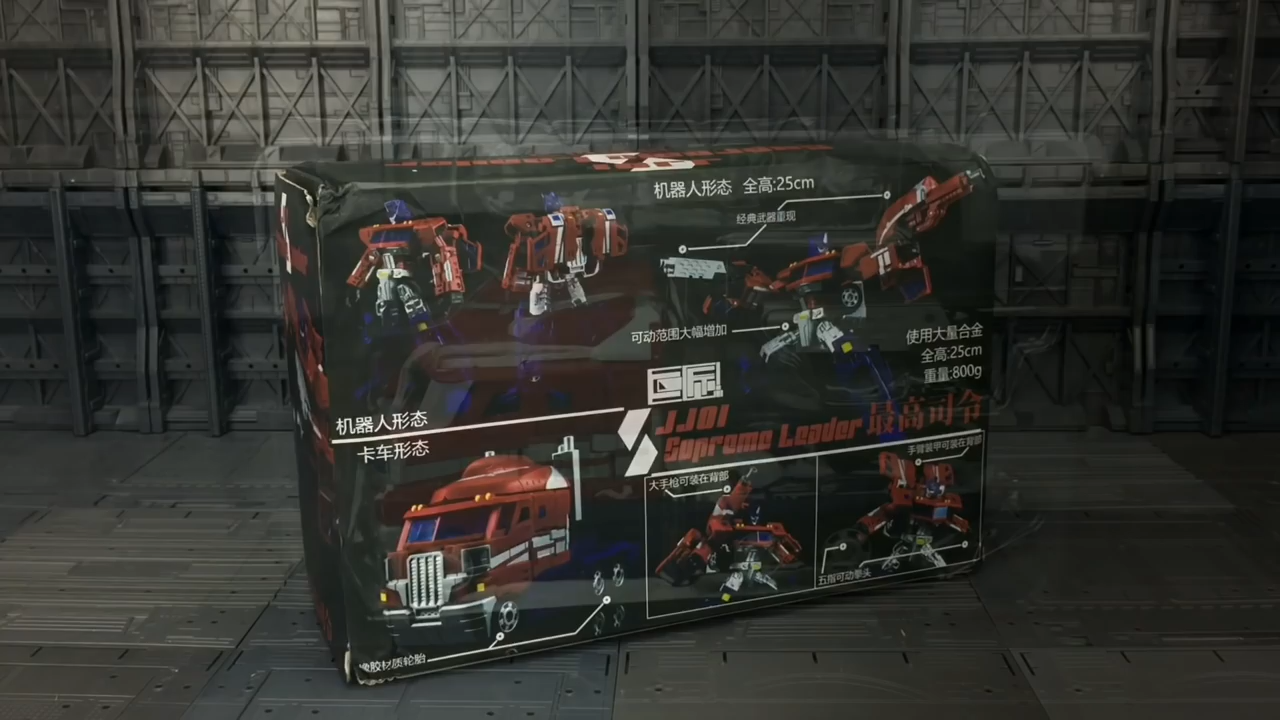 机器人形态 全高:25cm
经典武器重现
可动范围大幅增加
使用大量合金
全高:25cm
重量:800g
机器人形态
卡车形态
JJ01
Supreme Leader 最高司令
大手枪可装在背部
手臂装甲可装在背部
五指可动拳头
橡胶材质轮胎